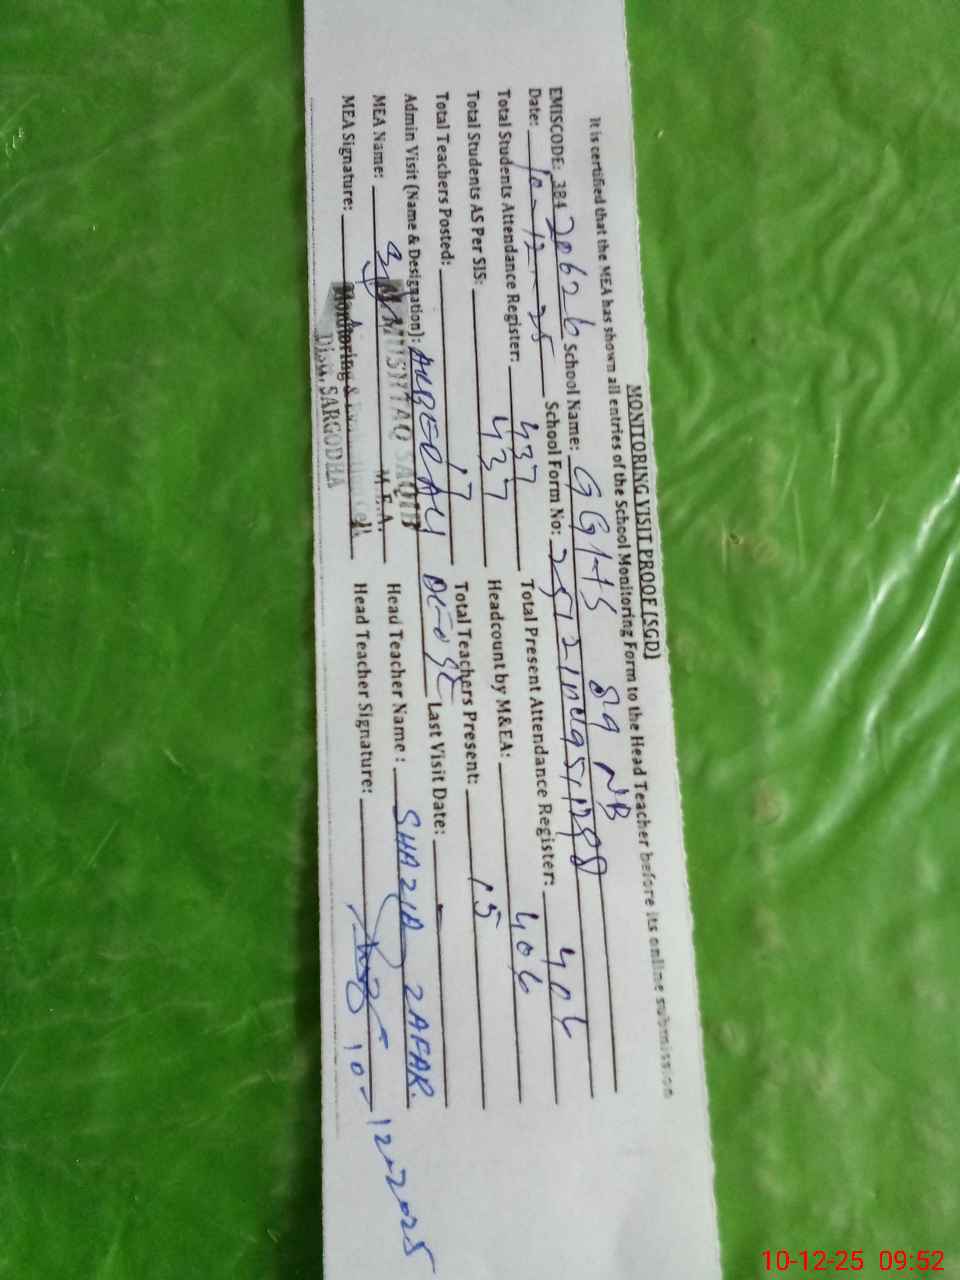 MONITORING VISIT PROOF [SGD]
It is certified that the MEA has shown all entries of the School Monitoring Form to the Head Teacher before its online submission
EMISCODE: 38420626 School Name: GGHS 89 NB
Date: 10-12-25 School Form No:
Total Students Attendance Register: 437 Total Present Attendance Register: 406
Total Students AS Per SIS: 437 Headcount by M&EA: 406
Total Teachers Posted: 17 Total Teachers Present: 15
Admin Visit (Name & Designation): Last Visit Date:
MEA Name: M MUSHTAQ SAQIB Head Teacher Name : SHAZIA ZAFAR.
M.E.A.
MEA Signature: Head Teacher Signature: 10-12-2025
Monitoring & Evaluation Cell
Distt. SARGODHA
10-12-25 09:52